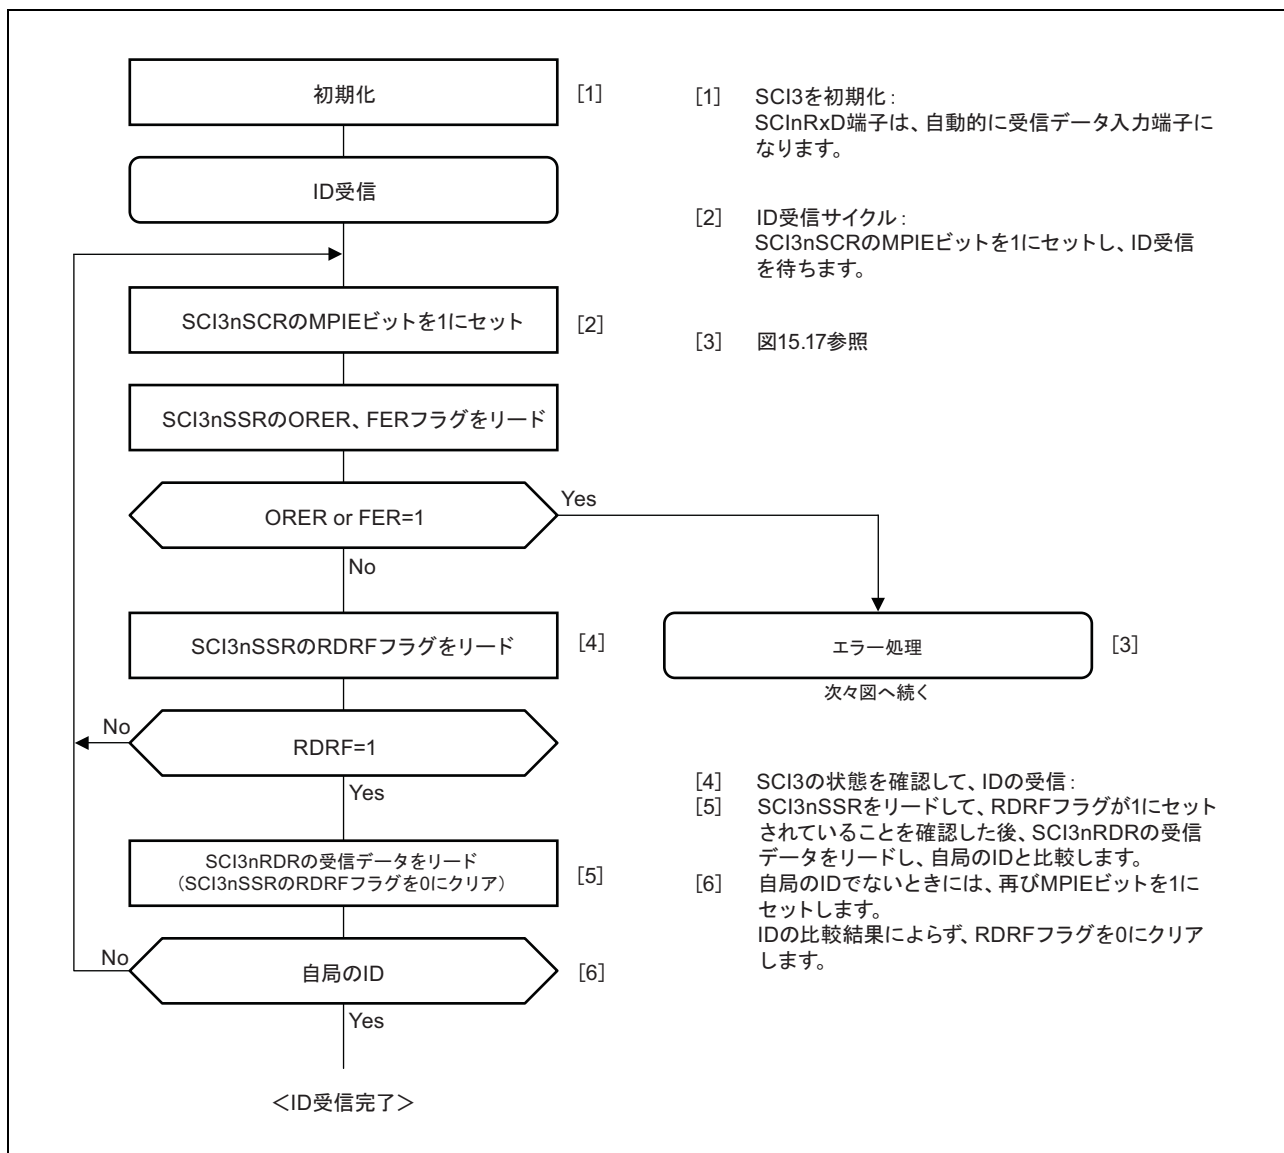 初期化
[1]
ID受信
SCI3nSCRのMPIEビットを1にセット
[2]
SCI3nSSRのORER、FERフラグをリード
ORER or FER=1
Yes
No
SCI3nSSRのRDRFフラグをリード
[4]
エラー処理
[3]
次々図へ続く
No
RDRF=1
Yes
SCI3nRDRの受信データをリード
(SCI3nSSRのRDRFフラグを0にクリア)
[5]
No
自局のID
[6]
Yes
<ID受信完了>
[1] SCI3を初期化:
SCInRxD端子は、自動的に受信データ入力端子に
なります。
[2] ID受信サイクル:
SCI3nSCRのMPIEビットを1にセットし、ID受信
を待ちます。
[3] 図15.17参照
[4] SCI3の状態を確認して、IDの受信:
[5] SCI3nSSRをリードして、RDRFフラグが1にセット
されていることを確認した後、SCI3nRDRの受信
データをリードし、自局のIDと比較します。
[6] 自局のIDでないときには、再びMPIEビットを1に
セットします。
IDの比較結果によらず、RDRFフラグを0にクリア
します。